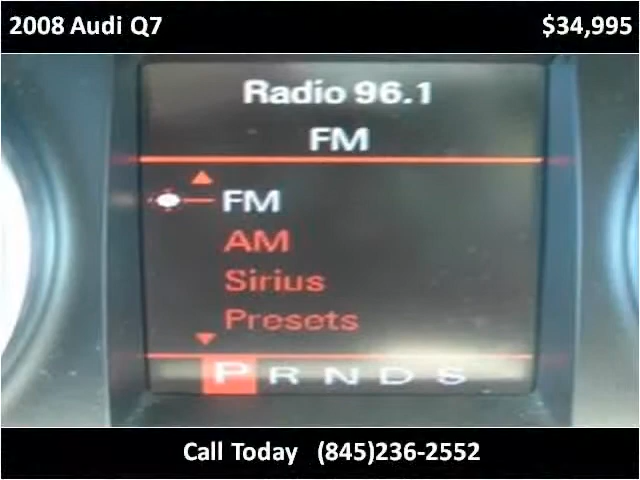 2008 Audi Q7 $34,995
Radio 96.1
FM
FM
AM
Sirius
Presets
P R N D S
Call Today (845)236-2552